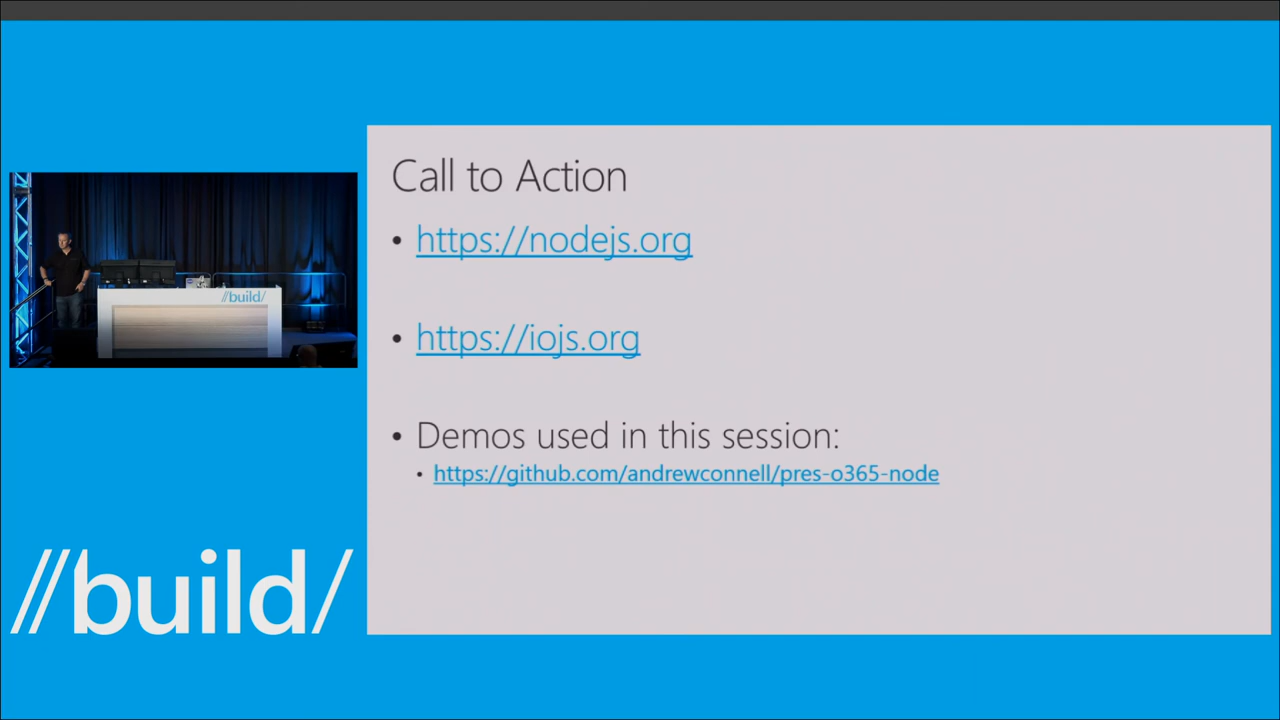 Call to Action
• https://nodejs.org
• https://iojs.org
• Demos used in this session:
• https://github.com/andrewconnell/pres-o365-node
//build/
//build/